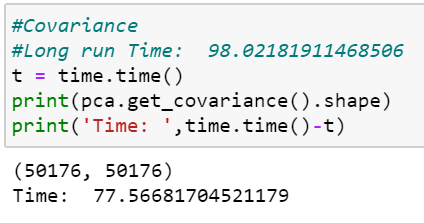 #Covariance
#Long run Time:  98.02181911468506
t = time.time()
print(pca.get_covariance().shape)
print('Time: ',time.time()-t)
(50176, 50176)
Time:  77.56681704521179